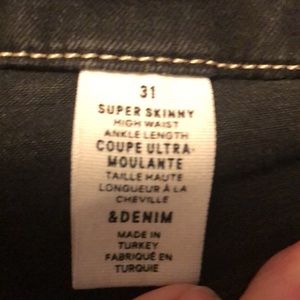 31
SUPER SKINNY
HIGH WAIST
ANKLE LENGTH
COUPE ULTRA-
MOULANTE
TAILLE HAUTE
LONGUEUR À LA
CHEVILLE
&DENIM
MADE IN
TURKEY
FABRIQUÉ EN
TURQUIE